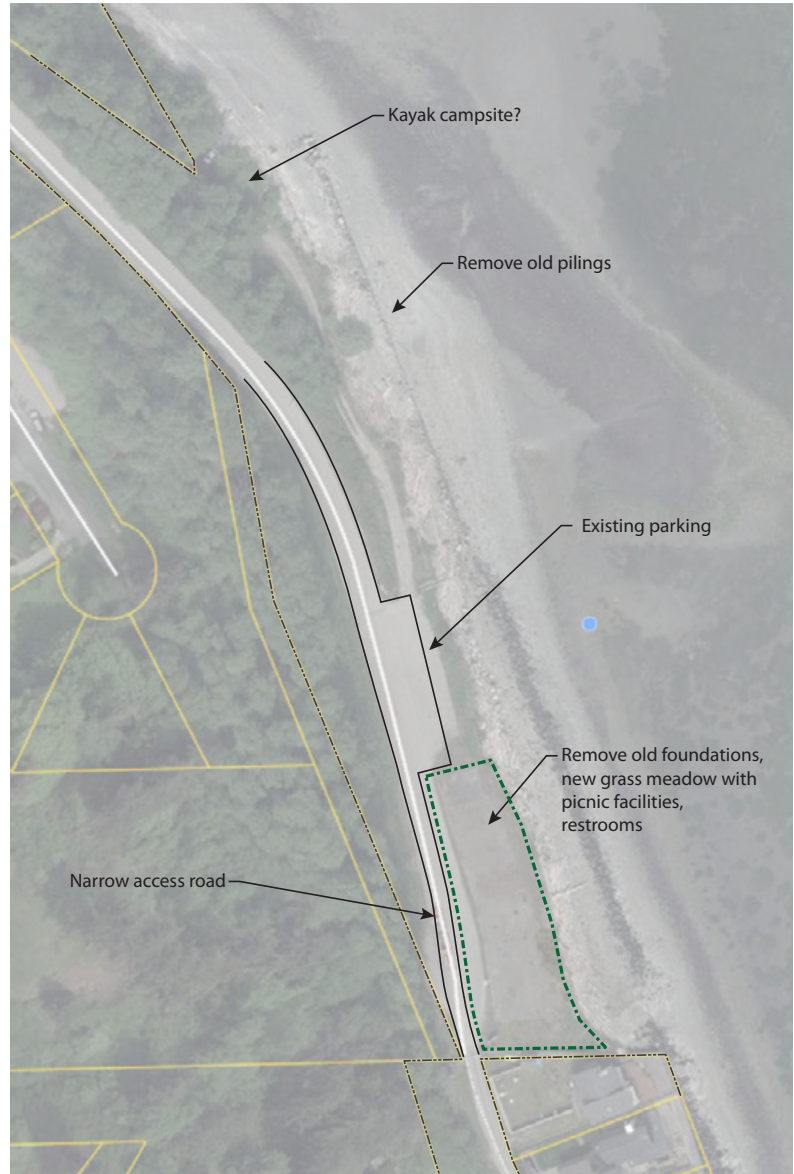 Kayak campsite?
Remove old pilings
Existing parking
Remove old foundations,
new grass meadow with
picnic facilities,
restrooms
Narrow access road